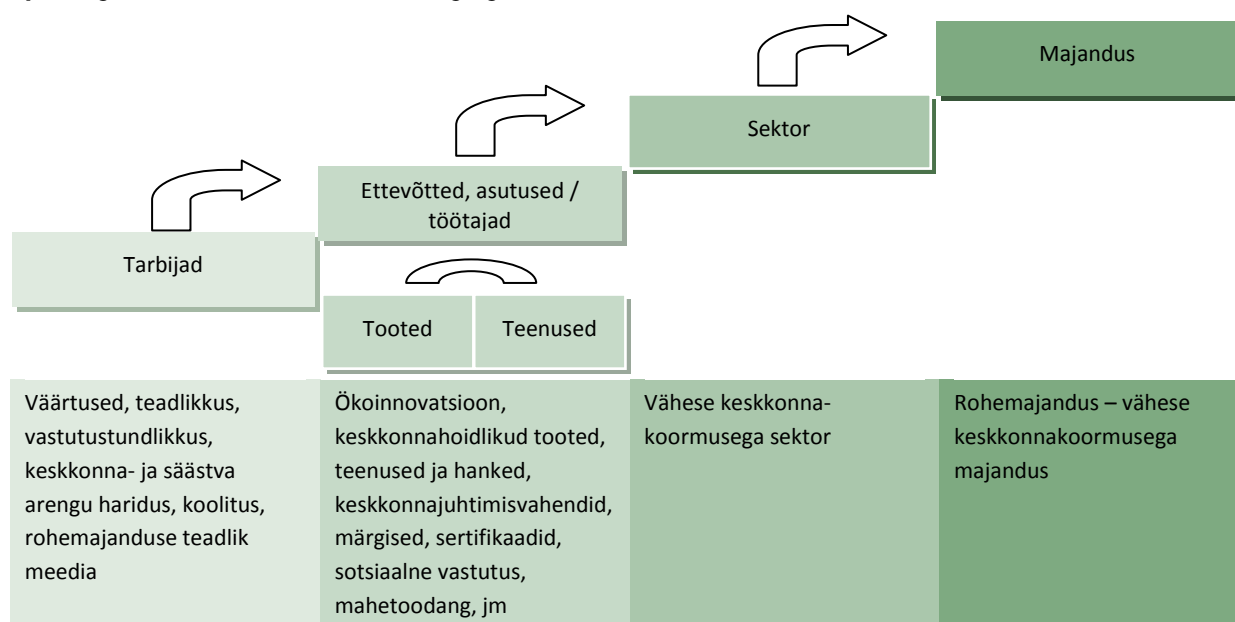 Majandus
Sektor
Ettevõtted, asutused /
töötajad
Tarbijad
Tooted
Teenused
Väärtused, teadlikkus,
vastutustundlikkus,
keskkonna- ja säästva
arengu haridus, koolitus,
rohemajanduse teadlik
meedia
Ökoinnovatsioon,
keskkonnahoidlikud tooted,
teenused ja hanked,
keskkonnajuhtimisvahendid,
märgised, sertifikaadid,
sotsiaalne vastutus,
mahetoodang, jm
Vähese keskkonna-
koormusega sektor
Rohemajandus – vähese
keskkonnakoormusega
majandus